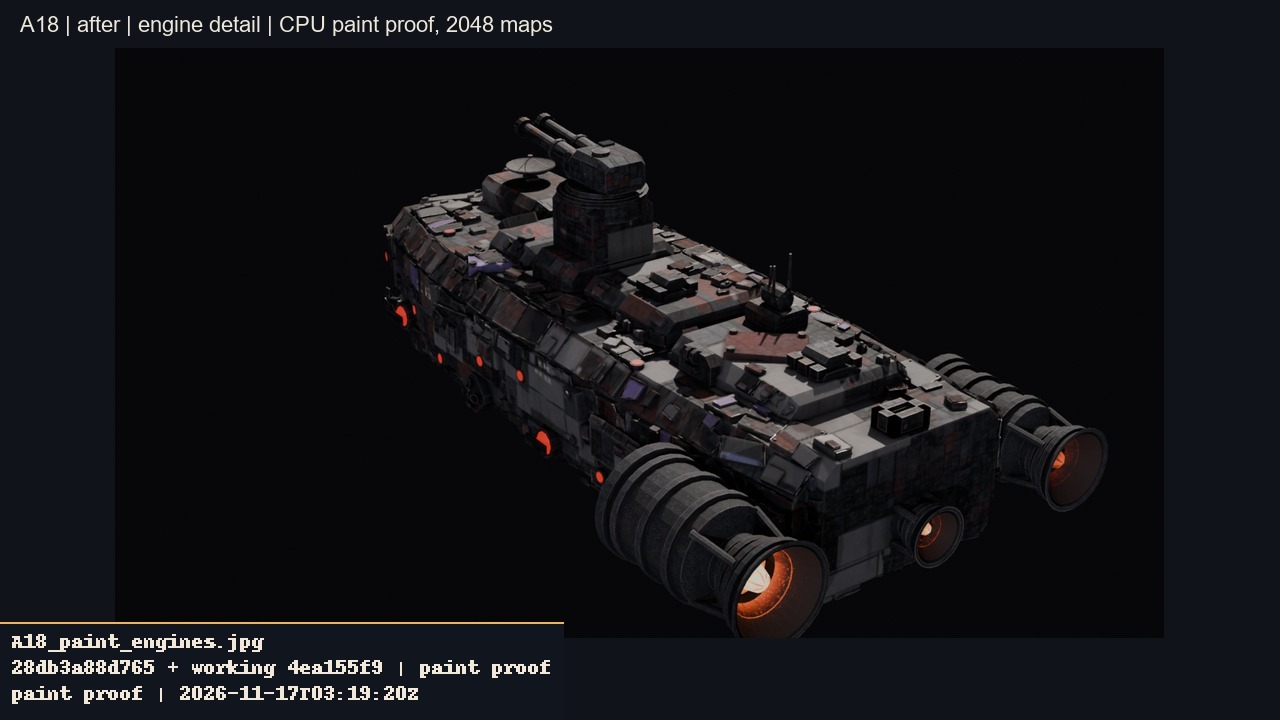 A18 | after | engine detail | CPU paint proof, 2048 maps
A18_paint_engines.jpg
28db3a88d765 + working 4ea155f9 | paint proof
paint proof | 2026-11-17T03:19:20Z